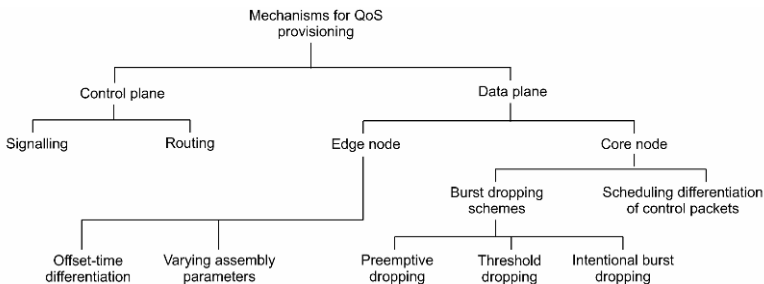 Mechanisms for QoS
provisioning
Control plane
Data plane
Signalling
Routing
Edge node
Core node
Burst dropping
schemes
Scheduling differentiation
of control packets
Offset-time
differentiation
Varying assembly
parameters
Preemptive
dropping
Threshold
dropping
Intentional burst
dropping